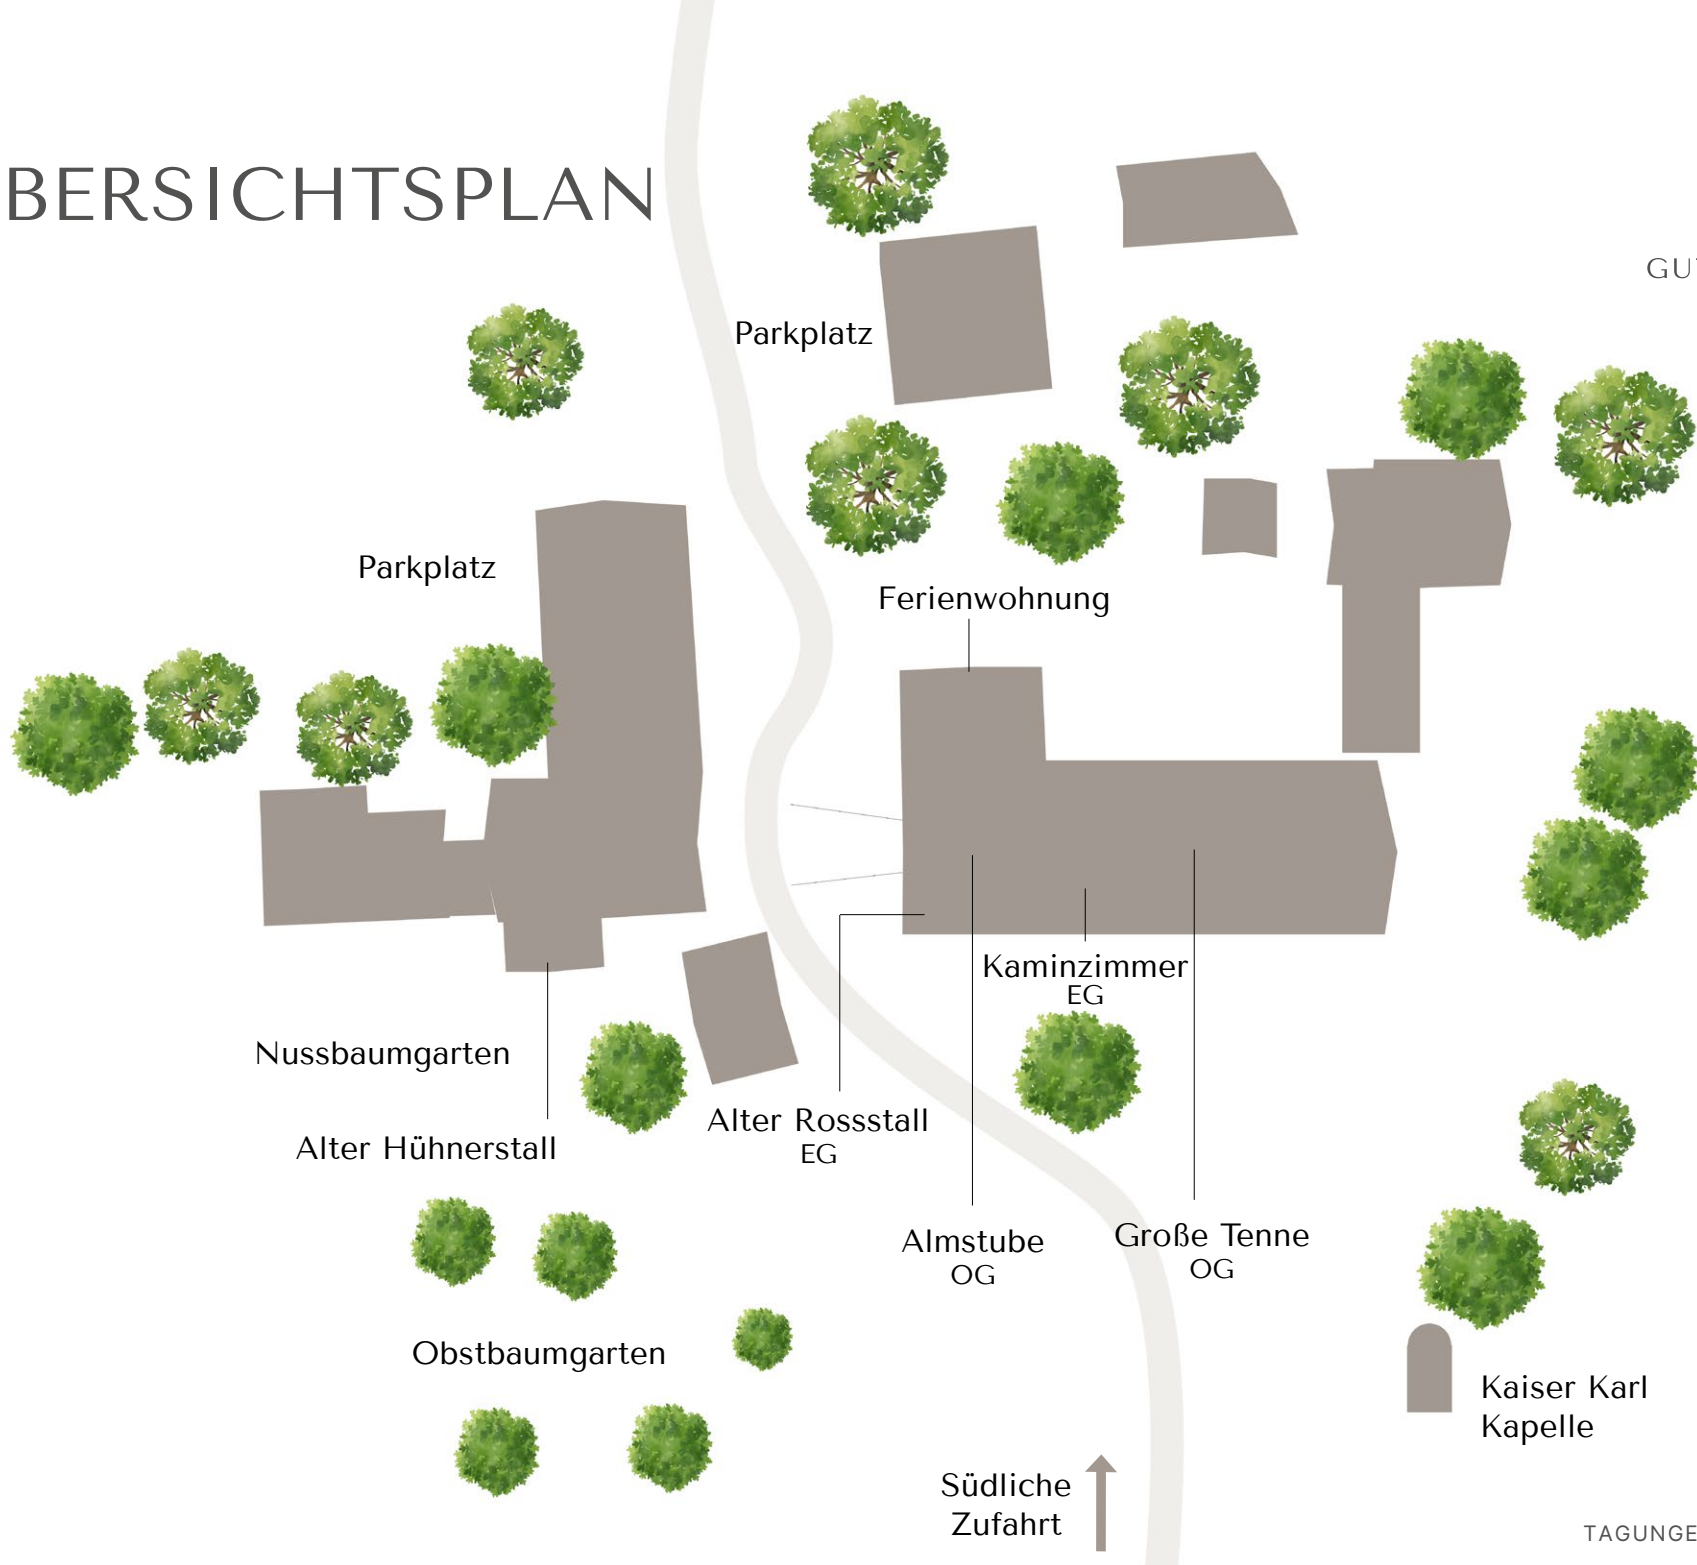 BERSICHTSPLAN
GUT
Parkplatz
Parkplatz
Ferienwohnung
Kaminzimmer
EG
Nussbaumgarten
Alter Rossstall
EG
Alter Hühnerstall
Almstube
OG
Große Tenne
OG
Obstbaumgarten
Kaiser Karl
Kapelle
Südliche
Zufahrt
TAGUNGE